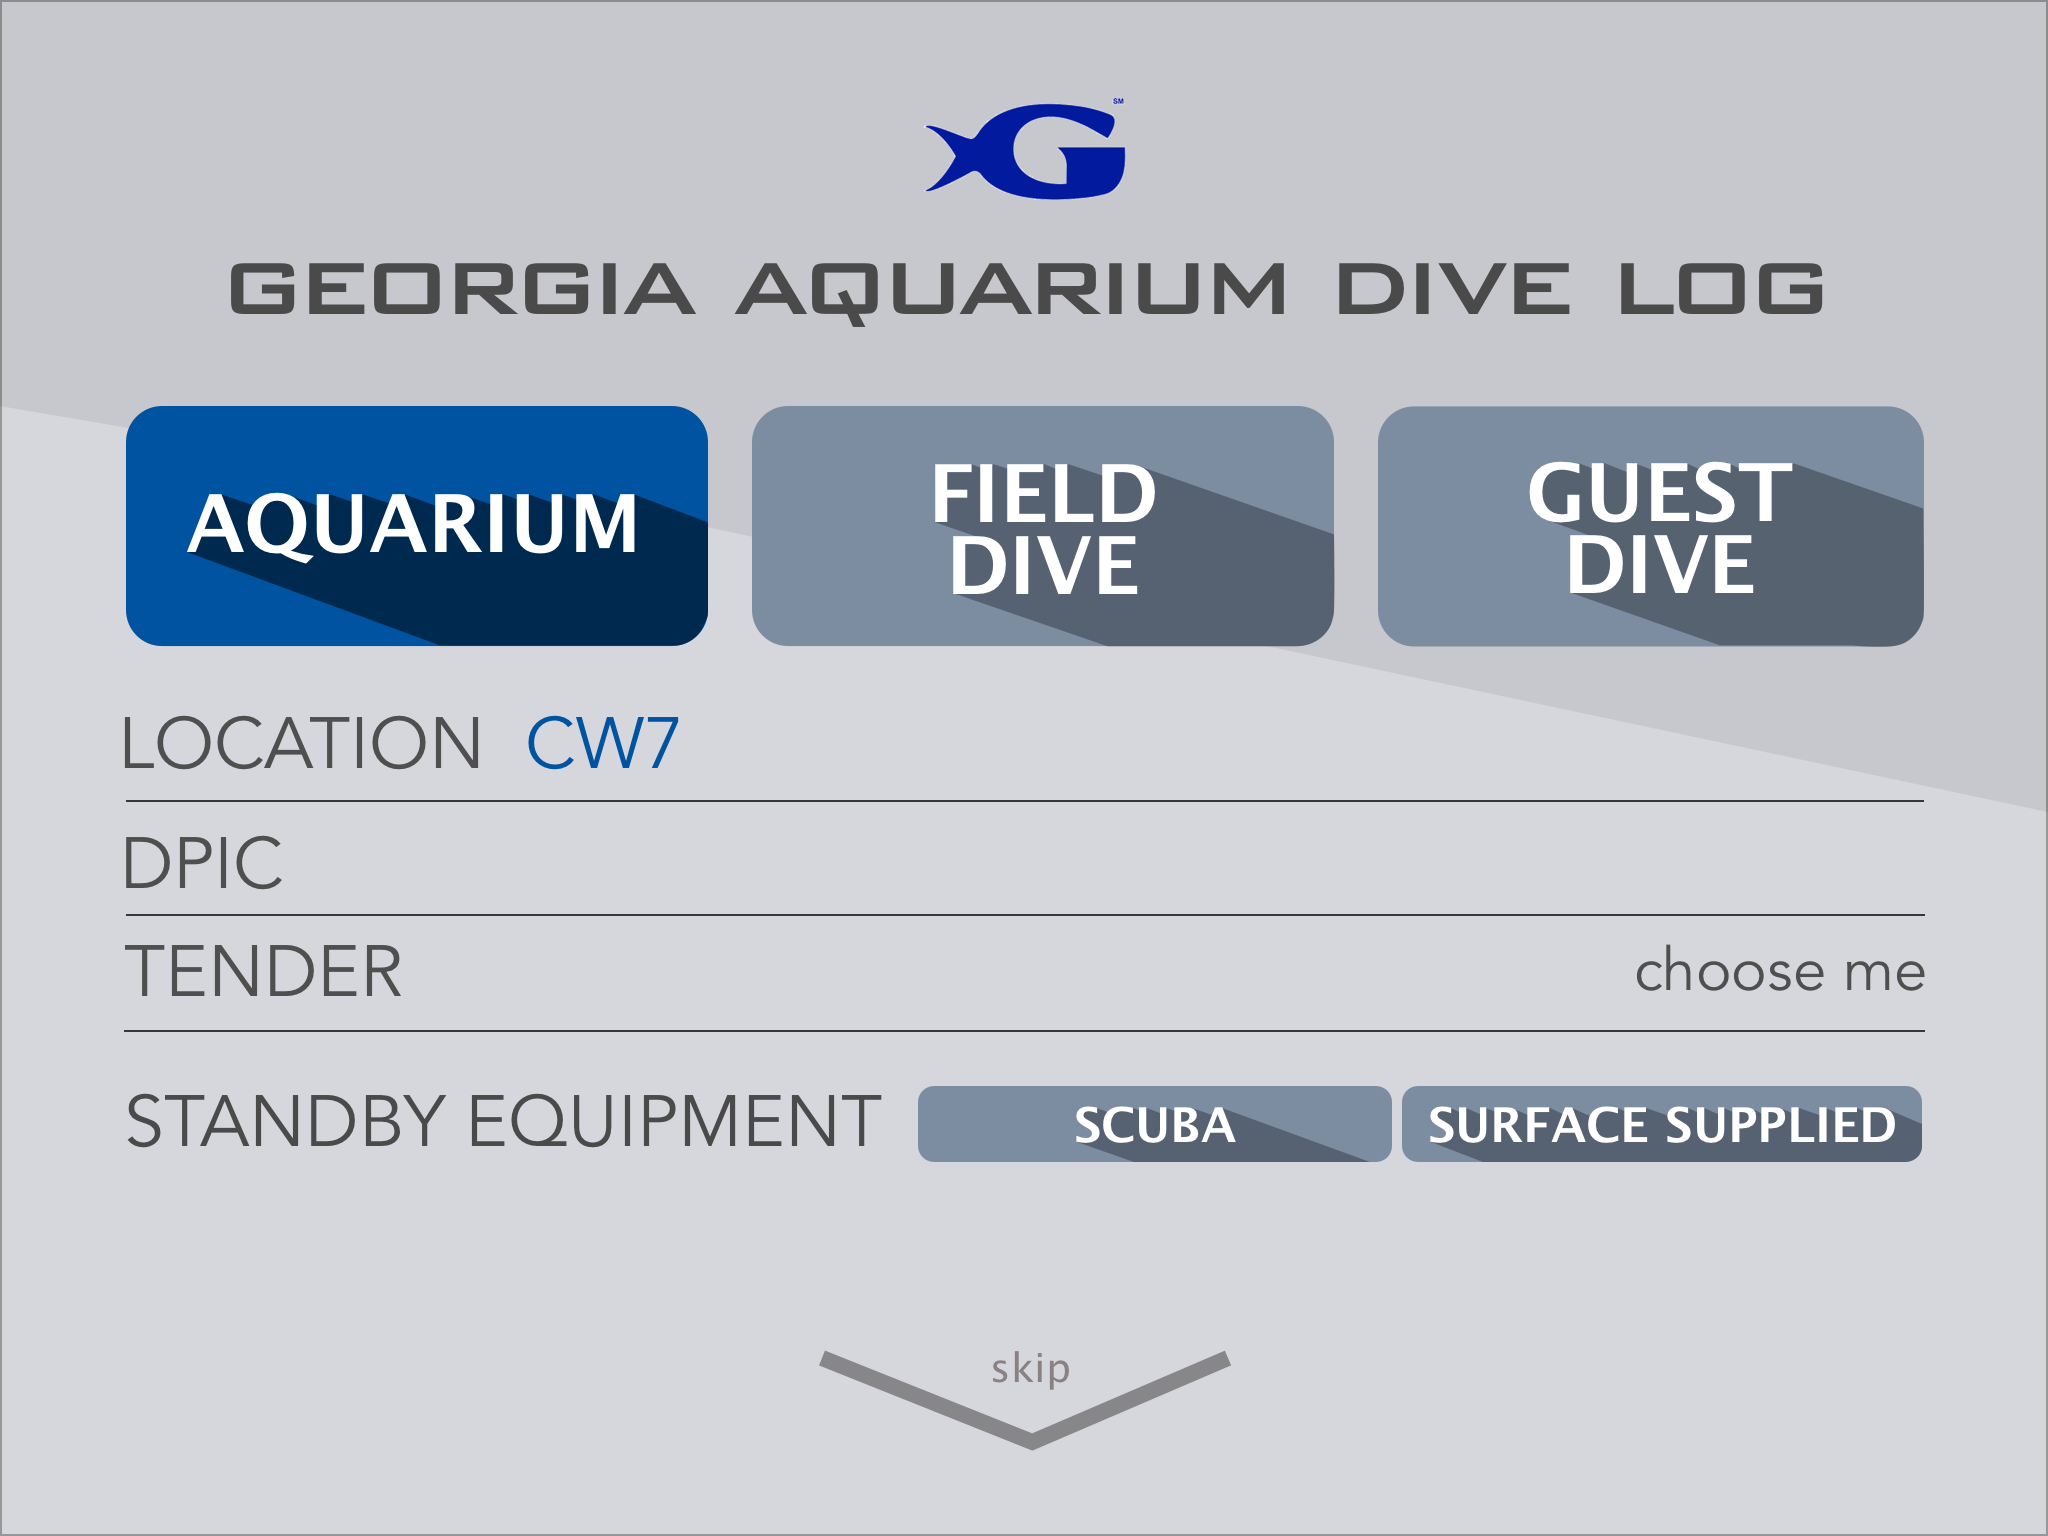 G SM
GEORGIA AQUARIUM DIVE LOG
AQUARIUM
FIELD
DIVE
GUEST
DIVE
LOCATION CW7
DPIC
TENDER choose me
STANDBY EQUIPMENT SCUBA SURFACE SUPPLIED
skip